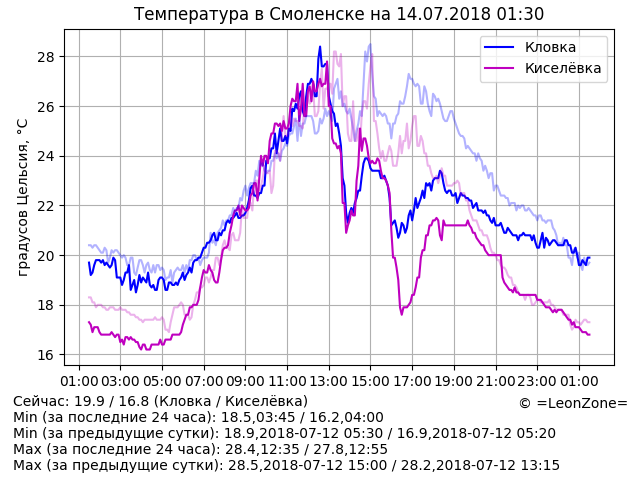 Температура в Смоленске на 14.07.2018 01:30
Кловка
Киселёвка
градусов Цельсия, °C
28
26
24
22
20
18
16
01:00 03:00 05:00 07:00 09:00 11:00 13:00 15:00 17:00 19:00 21:00 23:00 01:00
Сейчас: 19.9 / 16.8 (Кловка / Киселёвка)
© =LeonZone=
Min (за последние 24 часа): 18.5,03:45 / 16.2,04:00
Min (за предыдущие сутки): 18.9,2018-07-12 05:30 / 16.9,2018-07-12 05:20
Max (за последние 24 часа): 28.4,12:35 / 27.8,12:55
Max (за предыдущие сутки): 28.5,2018-07-12 15:00 / 28.2,2018-07-12 13:15